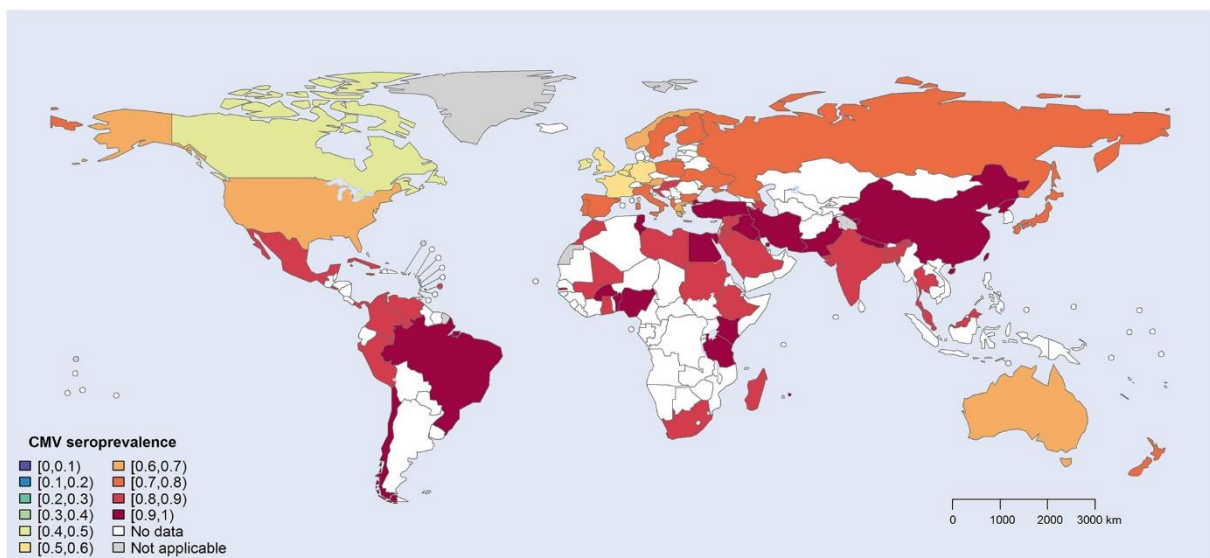 CMV seroprevalence
[0,0.1) [0.6,0.7)
[0.1,0.2) [0.7,0.8)
[0.2,0.3) [0.8,0.9)
[0.3,0.4) [0.9,1)
[0.4,0.5) No data
[0.5,0.6) Not applicable
0 1000 2000 3000 km